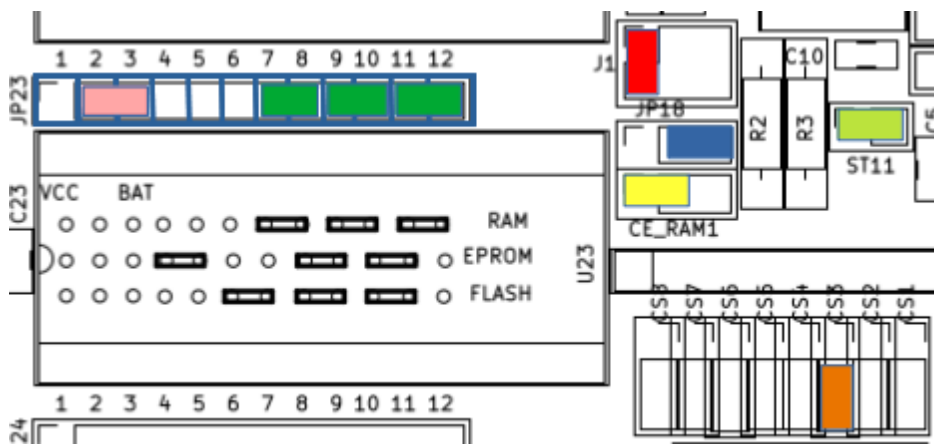 1 2 3 4 5 6 7 8 9 10 11 12
JP23
J1
JP18
C10
R2
R3
ST11
C23
VCC BAT
RAM
EPROM
FLASH
CE_RAM1
U23
CS7
CS6
CS5
CS4
CS3
CS2
CS1
1 2 3 4 5 6 7 8 9 10 11 12
24